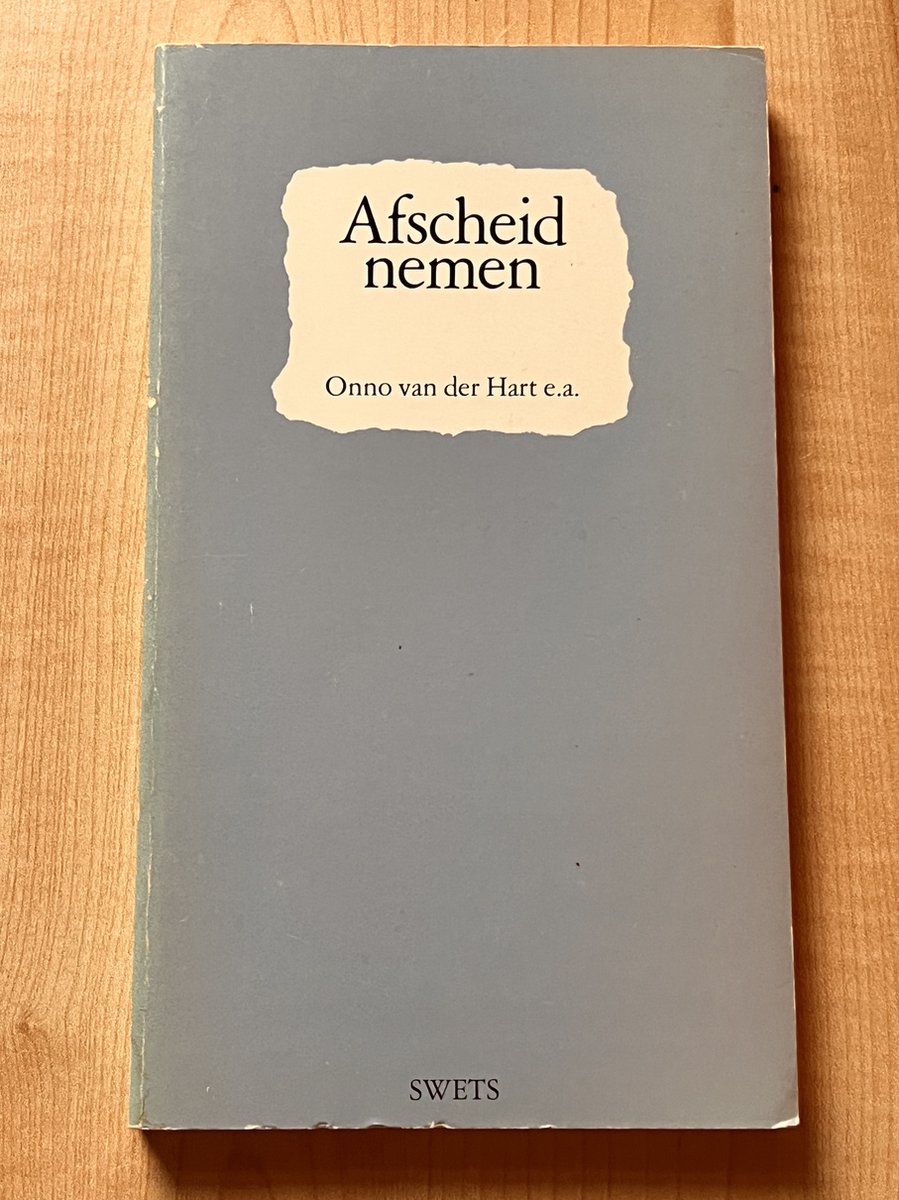 Afscheid
nemen
Onno van der Hart e.a.
SWETS